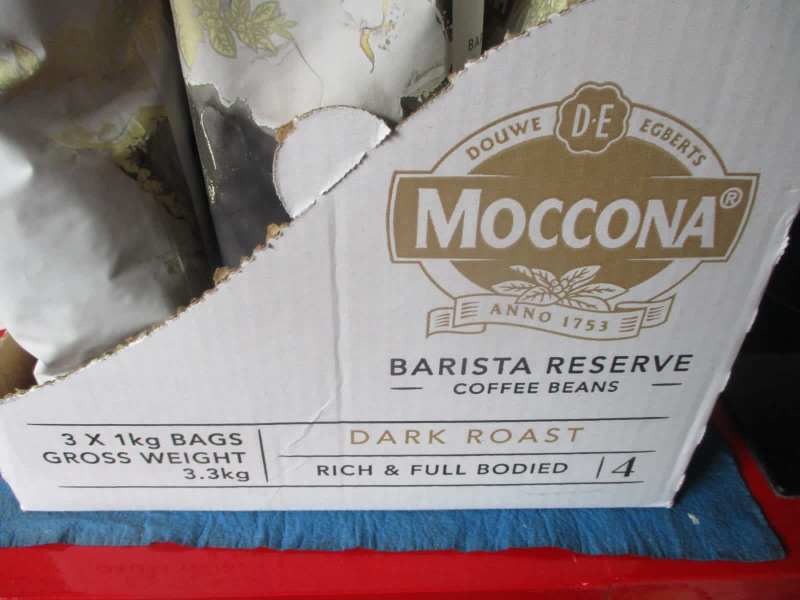 DOUWE D·E EGBERTS
MOCCONA®
ANNO 1753
BARISTA RESERVE
COFFEE BEANS
3 X 1kg BAGS
GROSS WEIGHT
3.3kg
DARK ROAST
RICH & FULL BODIED | 4
BA